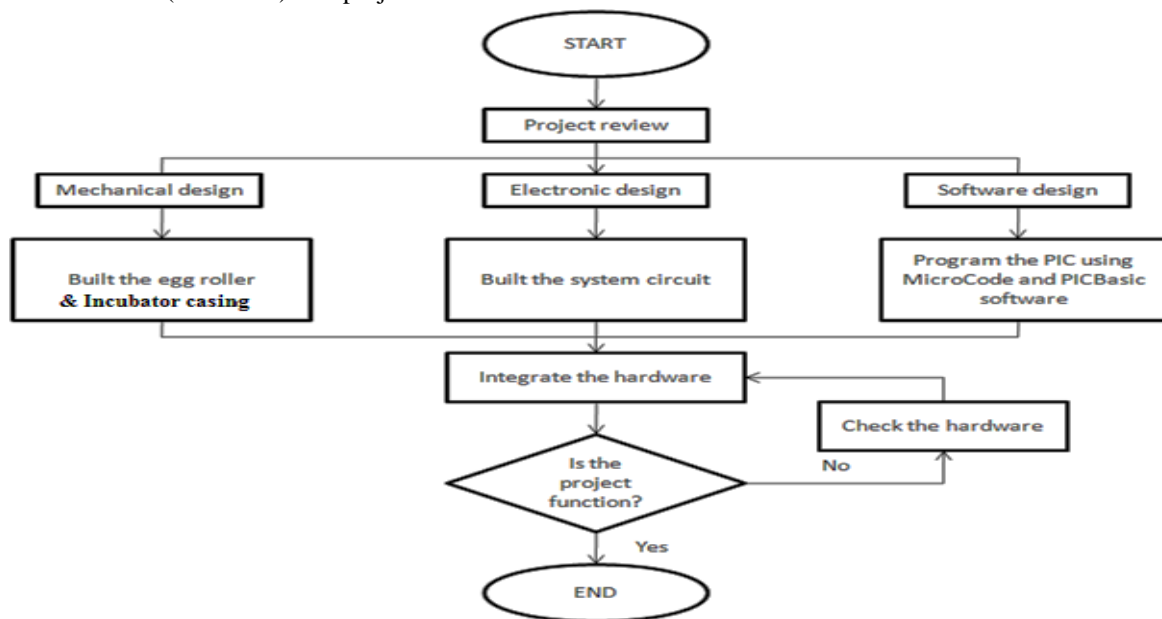 START
Project review
Mechanical design
Electronic design
Software design
Built the egg roller
& Incubator casing
Built the system circuit
Program the PIC using
MicroCode and PICBasic
software
Integrate the hardware
Check the hardware
Is the
project
function?
No
Yes
END